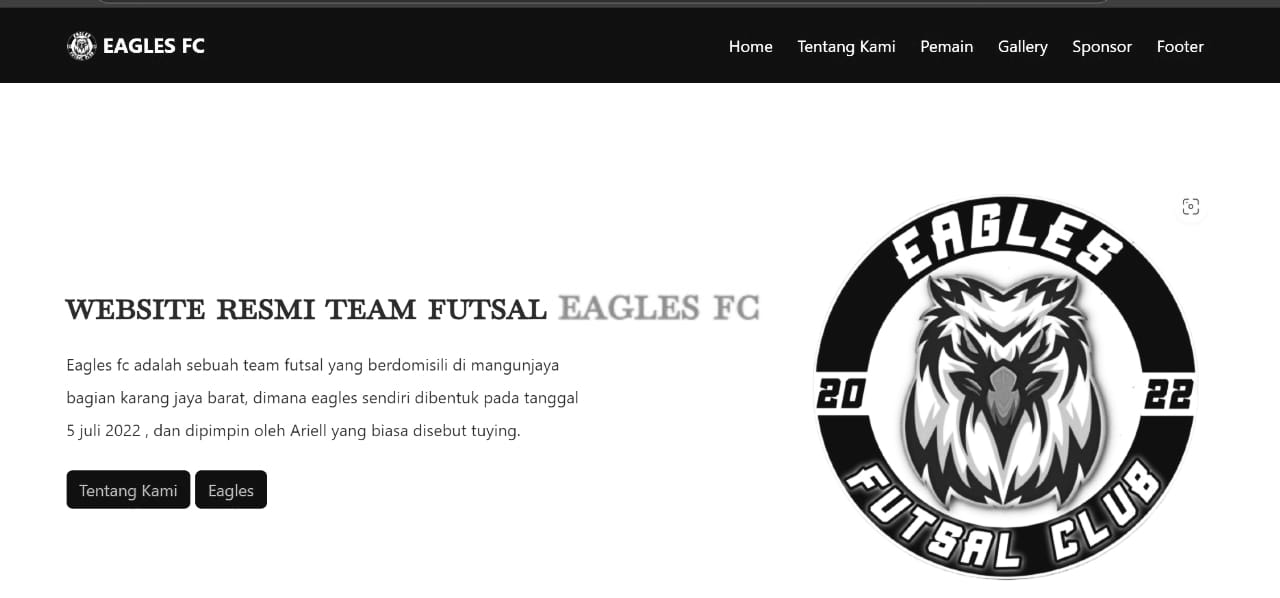 EAGLES FC
Home Tentang Kami Pemain Gallery Sponsor Footer
WEBSITE RESMI TEAM FUTSAL EAGLES FC
Eagles fc adalah sebuah team futsal yang berdomisili di mangunjaya
bagian karang jaya barat, dimana eagles sendiri dibentuk pada tanggal
5 juli 2022 , dan dipimpin oleh Ariell yang biasa disebut tuying.
Tentang Kami Eagles
EAGLES
20 22
FUTSAL CLUB